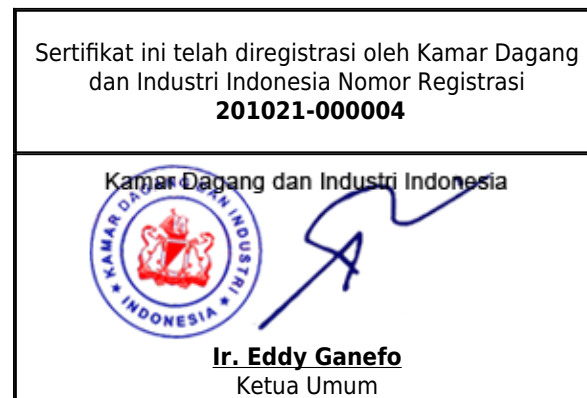 Sertifikat ini telah diregistrasi oleh Kamar Dagang
dan Industri Indonesia Nomor Registrasi
201021-000004
Kamar Dagang dan Industri Indonesia
KAMAR DAGANG DAN INDUSTRI
* INDONESIA *
Ir. Eddy Ganefo
Ketua Umum